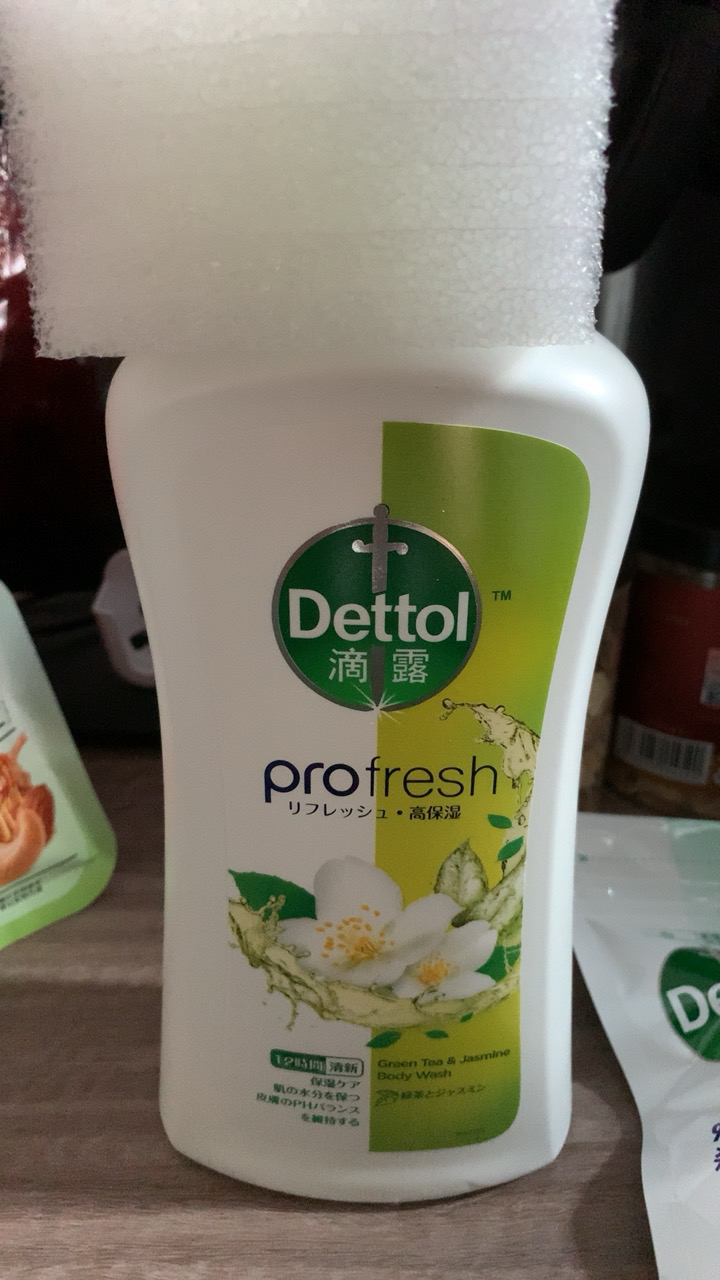 Dettol
TM
滴露
profresh
リフレッシュ・高保湿
12時間 清新
保湿ケア
肌の水分を保つ
皮膚のPHバランス
を維持する
Green Tea & Jasmine
Body Wash
緑茶とジャスミン
De